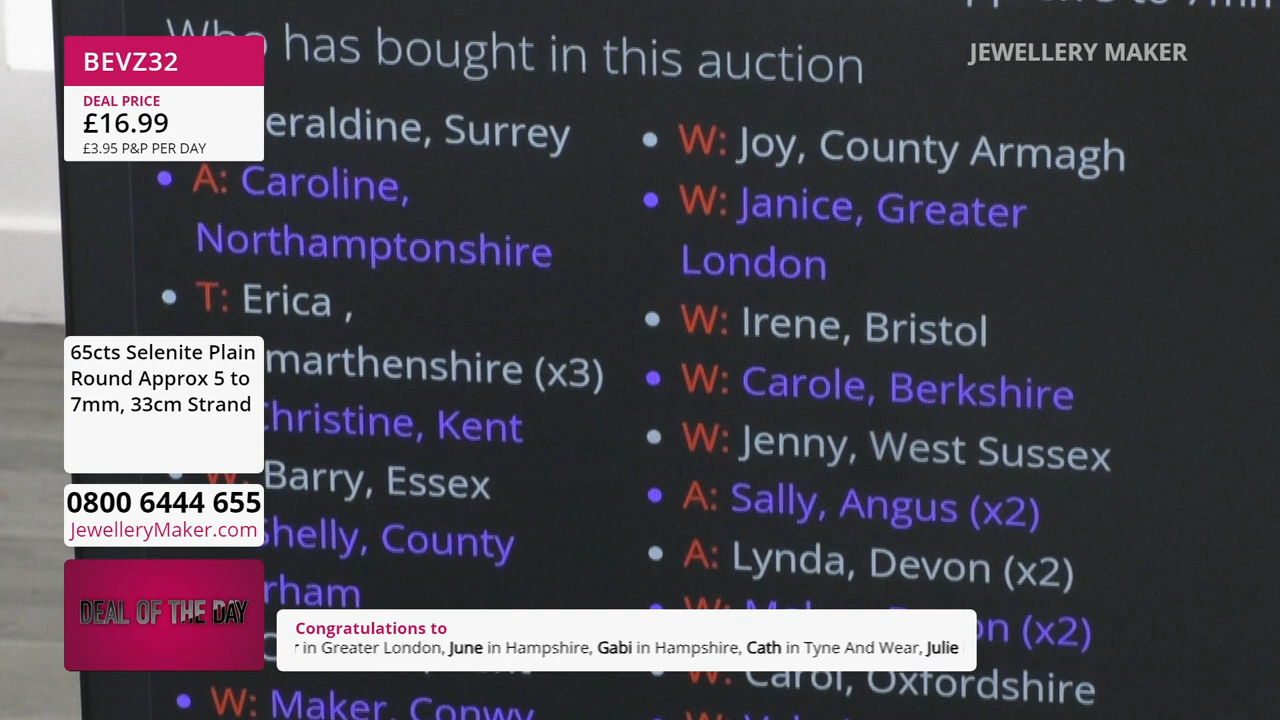 Who has bought in this auction
JEWELLERY MAKER
BEVZ32
DEAL PRICE
£16.99
£3.95 P&P PER DAY
eraldine, Surrey
A: Caroline,
Northamptonshire
T: Erica ,
marthenshire (x3)
hristine, Kent
W: Barry, Essex
helly, County
rham
W: Maker, Conwy
W: Joy, County Armagh
W: Janice, Greater
London
W: Irene, Bristol
W: Carole, Berkshire
W: Jenny, West Sussex
A: Sally, Angus (x2)
A: Lynda, Devon (x2)
on (x2)
W: Carol, Oxfordshire
65cts Selenite Plain
Round Approx 5 to
7mm, 33cm Strand
0800 6444 655
JewelleryMaker.com
DEAL OF THE DAY
Congratulations to
r in Greater London, June in Hampshire, Gabi in Hampshire, Cath in Tyne And Wear, Julie